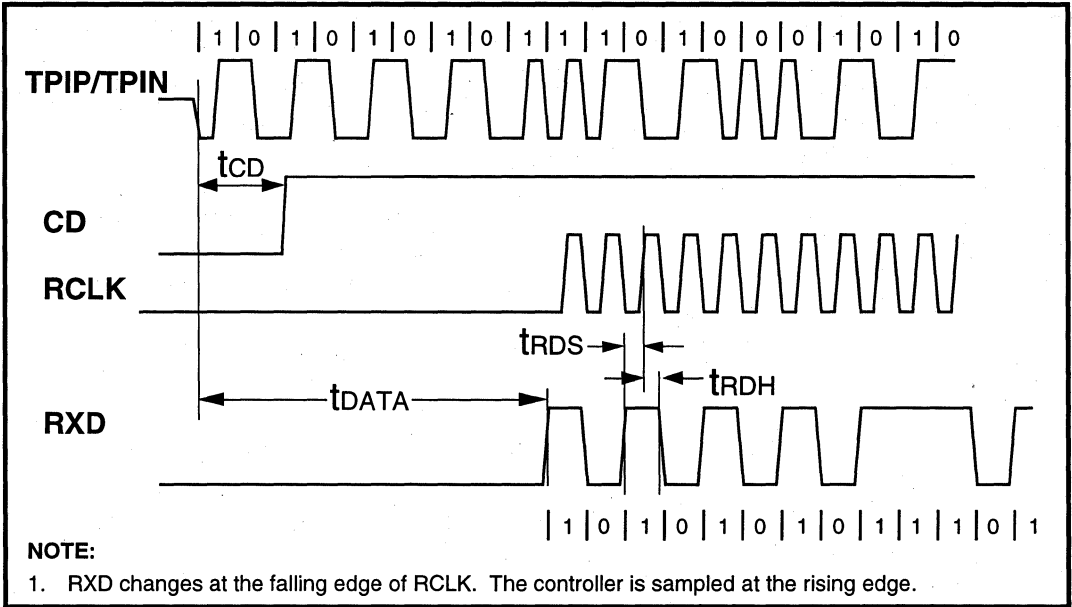 |1|0|1|0|1|0|1|0|1|1|1|0|1|0|0|0|1|0|1|0
TPIP/TPIN
tCD
CD
RCLK
tRDS
tRDH
tDATA
RXD
|1|0|1|0|1|0|1|0|1|1|1|0|1
NOTE:
1. RXD changes at the falling edge of RCLK. The controller is sampled at the rising edge.